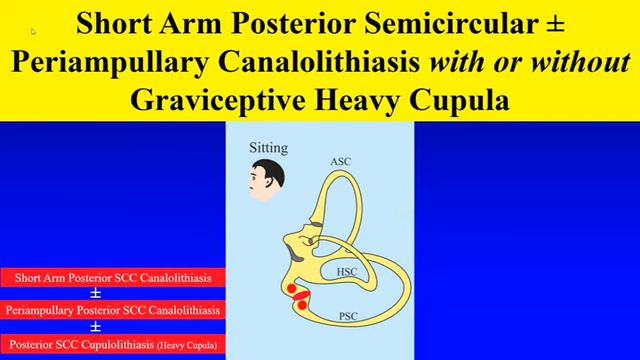 Short Arm Posterior Semicircular ±
Periampullary Canalolithiasis with or without
Graviceptive Heavy Cupula
Sitting
ASC
HSC
PSC
Short Arm Posterior SCC Canalolithiasis
±
Periampullary Posterior SCC Canalolithiasis
±
Posterior SCC Cupulolithiasis (Heavy Cupula)